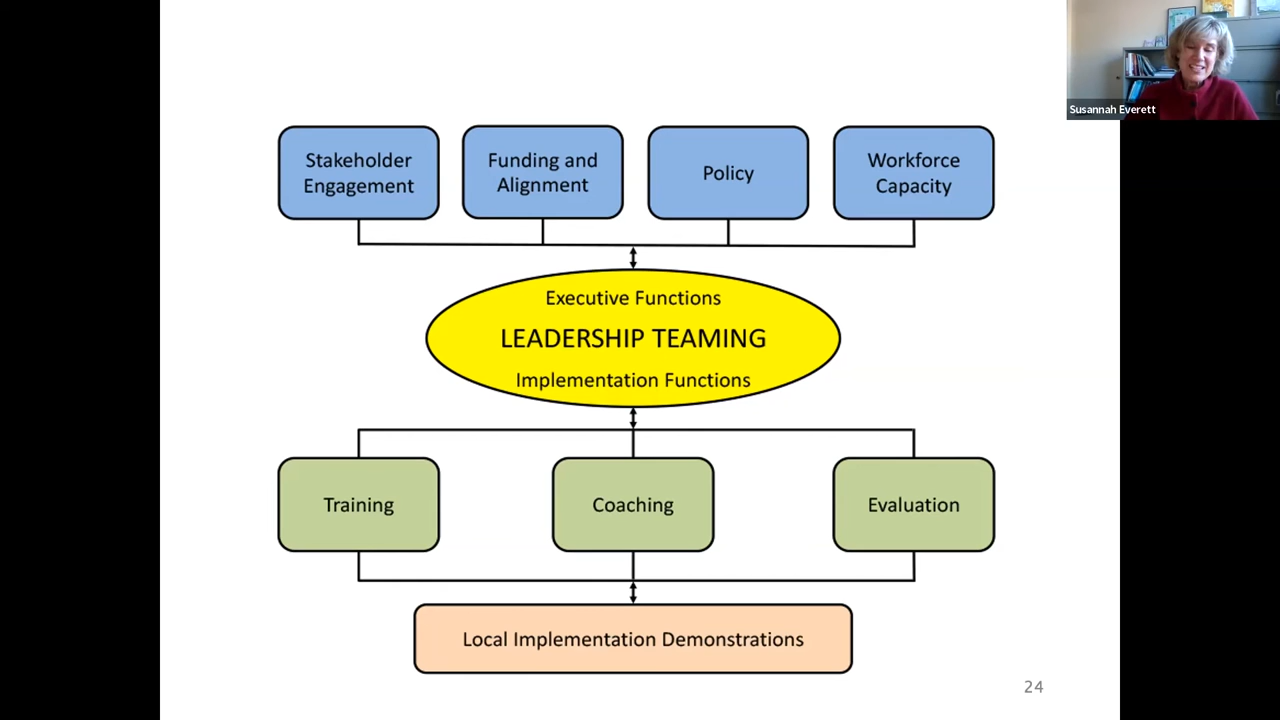 Susannah Everett
Stakeholder
Engagement
Funding and
Alignment
Policy
Workforce
Capacity
Executive Functions
LEADERSHIP TEAMING
Implementation Functions
Training
Coaching
Evaluation
Local Implementation Demonstrations
24